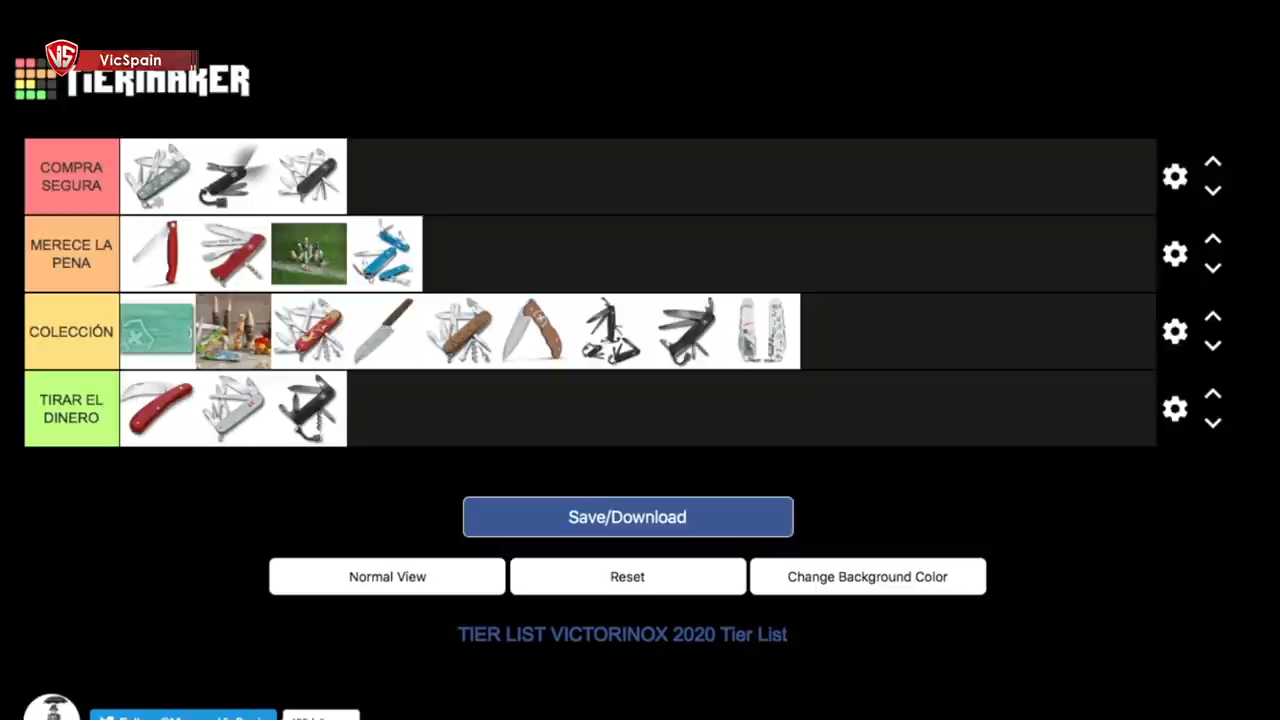 VicSpain
TIERMAKER
COMPRA
SEGURA
MERECE LA
PENA
COLECCIÓN
TIRAR EL
DINERO
Save/Download
Normal View
Reset
Change Background Color
TIER LIST VICTORINOX 2020 Tier List